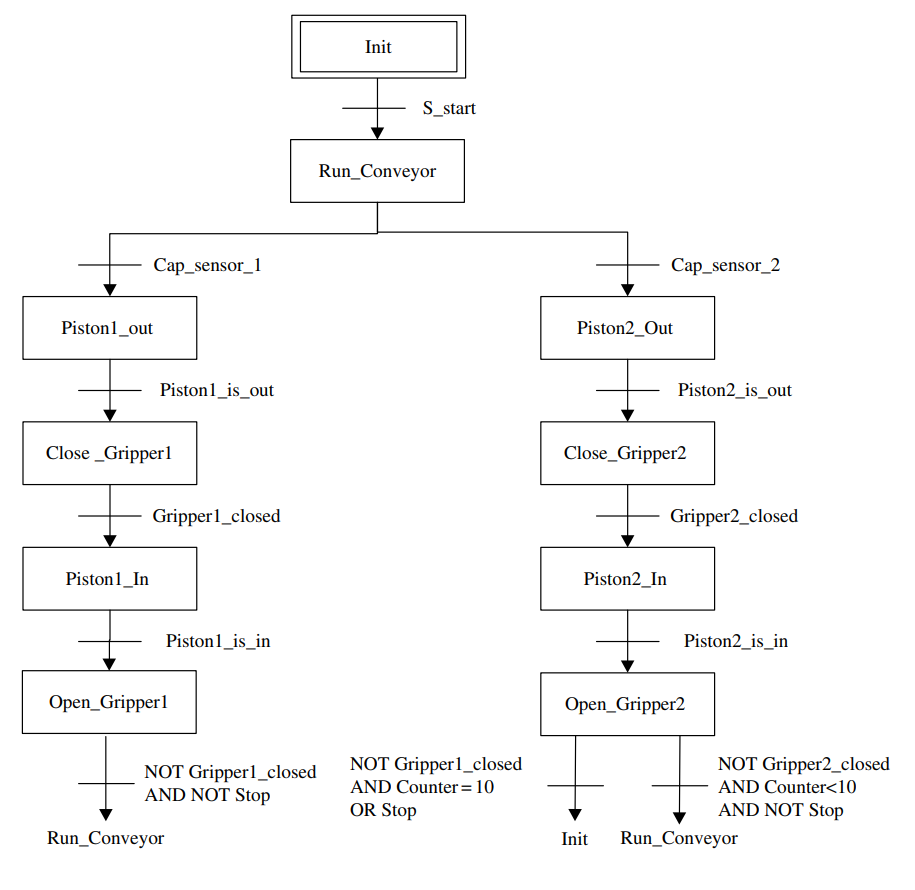 Init
S_start
Run_Conveyor
Cap_sensor_1
Cap_sensor_2
Piston1_out
Piston2_Out
Piston1_is_out
Piston2_is_out
Close _Gripper1
Close_Gripper2
Gripper1_closed
Gripper2_closed
Piston1_In
Piston2_In
Piston1_is_in
Piston2_is_in
Open_Gripper1
Open_Gripper2
NOT Gripper1_closed
AND NOT Stop
Run_Conveyor
NOT Gripper1_closed
AND Counter = 10
OR Stop
Init
NOT Gripper2_closed
AND Counter<10
AND NOT Stop
Run_Conveyor